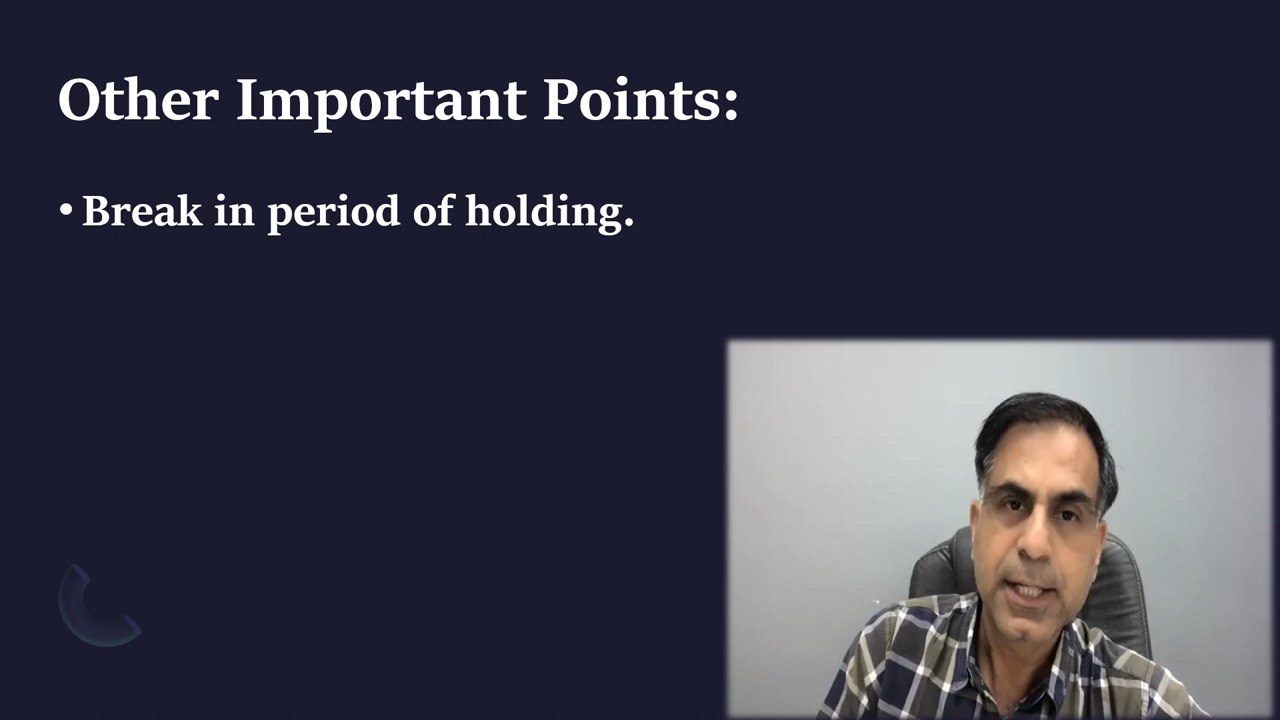 Other Important Points:
• Break in period of holding.